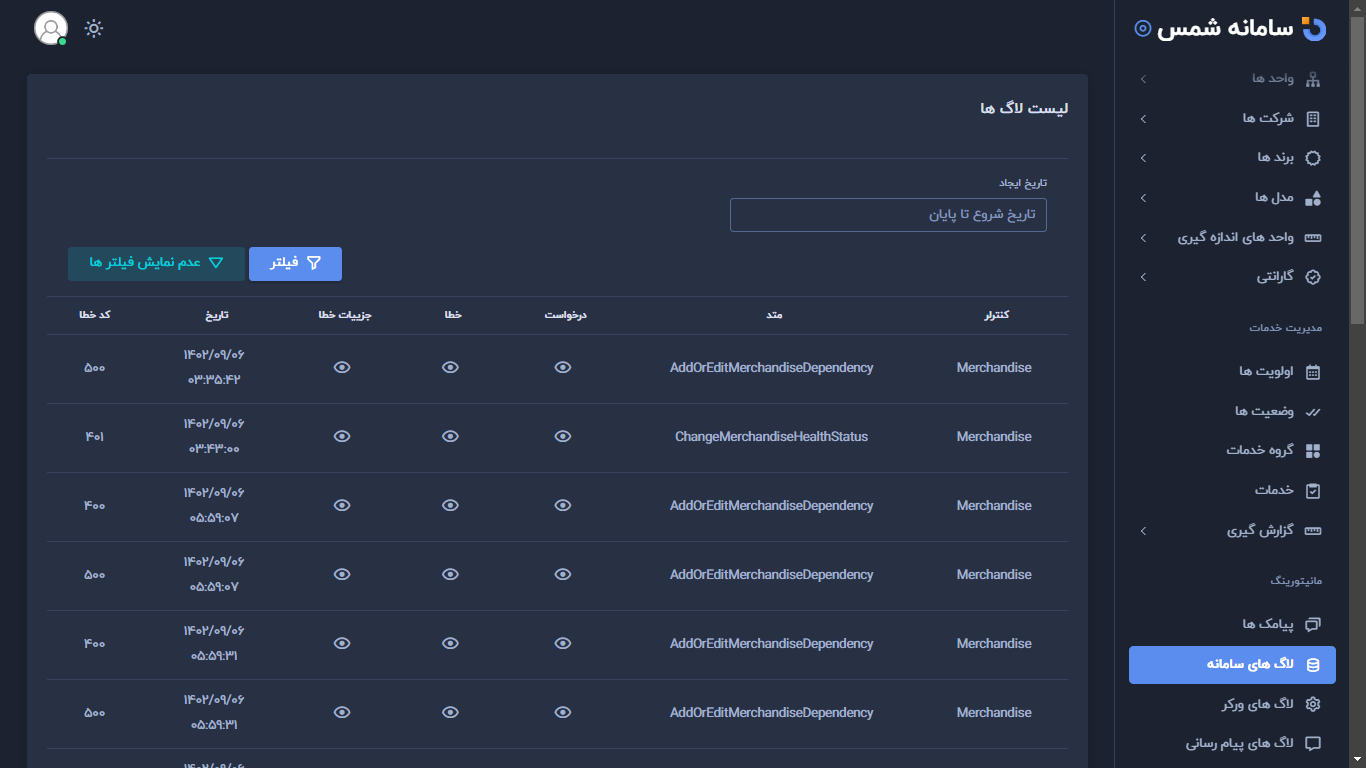 سامانه شمس
واحد ها
شرکت ها
برند ها
مدل ها
واحد های اندازه گیری
گارانتی
مدیریت خدمات
اولویت ها
وضعیت ها
گروه خدمات
خدمات
گزارش گیری
مانیتورینگ
پیامک ها
لاگ های سامانه
لاگ های ورکر
لاگ های پیام رسانی
لیست لاگ ها
تاریخ ایجاد
تاریخ شروع تا پایان
فیلتر
عدم نمایش فیلتر ها
کنترلر متد درخواست خطا جزییات خطا تاریخ کد خطا
Merchandise AddOrEditMerchandiseDependency ۱۴۰۲/۰۹/۰۶ ۵۰۰
۰۳:۳۵:۴۲
Merchandise ChangeMerchandiseHealthStatus ۱۴۰۲/۰۹/۰۶ ۴۰۱
۰۳:۴۳:۰۰
Merchandise AddOrEditMerchandiseDependency ۱۴۰۲/۰۹/۰۶ ۴۰۰
۰۵:۵۹:۰۷
Merchandise AddOrEditMerchandiseDependency ۱۴۰۲/۰۹/۰۶ ۵۰۰
۰۵:۵۹:۰۷
Merchandise AddOrEditMerchandiseDependency ۱۴۰۲/۰۹/۰۶ ۴۰۰
۰۵:۵۹:۳۱
Merchandise AddOrEditMerchandiseDependency ۱۴۰۲/۰۹/۰۶ ۵۰۰
۰۵:۵۹:۳۱